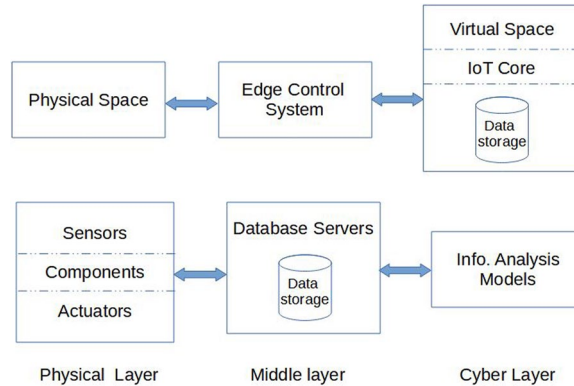 Virtual Space
IoT Core
Data
storage
Physical Space
Edge Control
System
Sensors
Components
Actuators
Database Servers
Data
storage
Info. Analysis
Models
Physical Layer
Middle layer
Cyber Layer